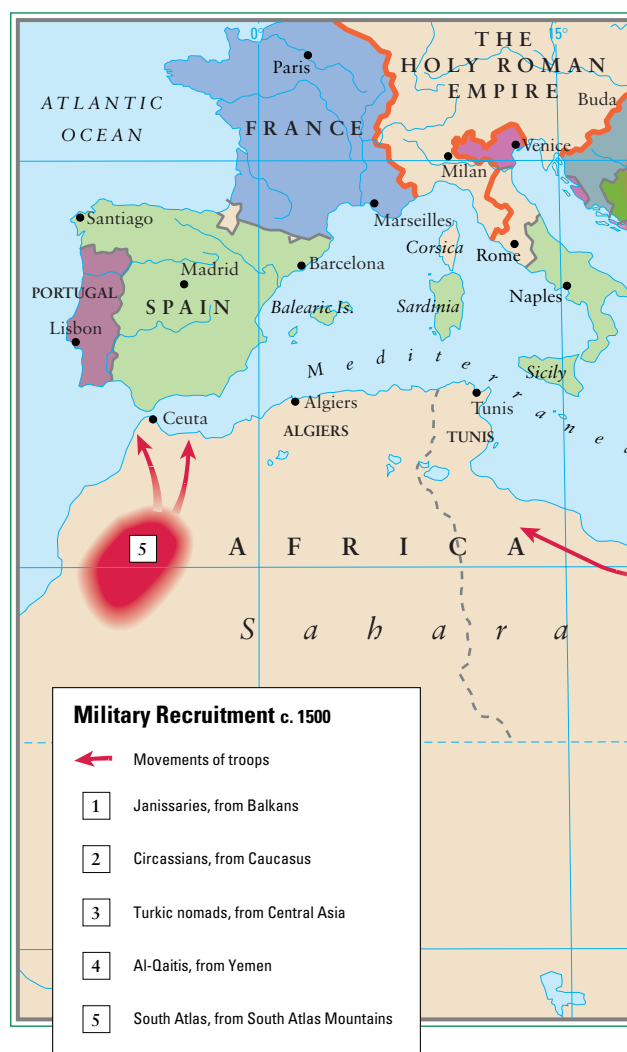 0°
15°
THE
HOLY ROMAN
EMPIRE
Paris
Buda
ATLANTIC
OCEAN
FRANCE
Venice
Milan
Santiago
Marseilles
Corsica
Rome
Madrid
Barcelona
PORTUGAL
SPAIN
Balearic Is.
Sardinia
Naples
Lisbon
Mediterranea
Sicily
Ceuta
Algiers
Tunis
ALGIERS
TUNIS
5
AFRICA
Sahara
Military Recruitment c. 1500
Movements of troops
1 Janissaries, from Balkans
2 Circassians, from Caucasus
3 Turkic nomads, from Central Asia
4 Al-Qaitis, from Yemen
5 South Atlas, from South Atlas Mountains